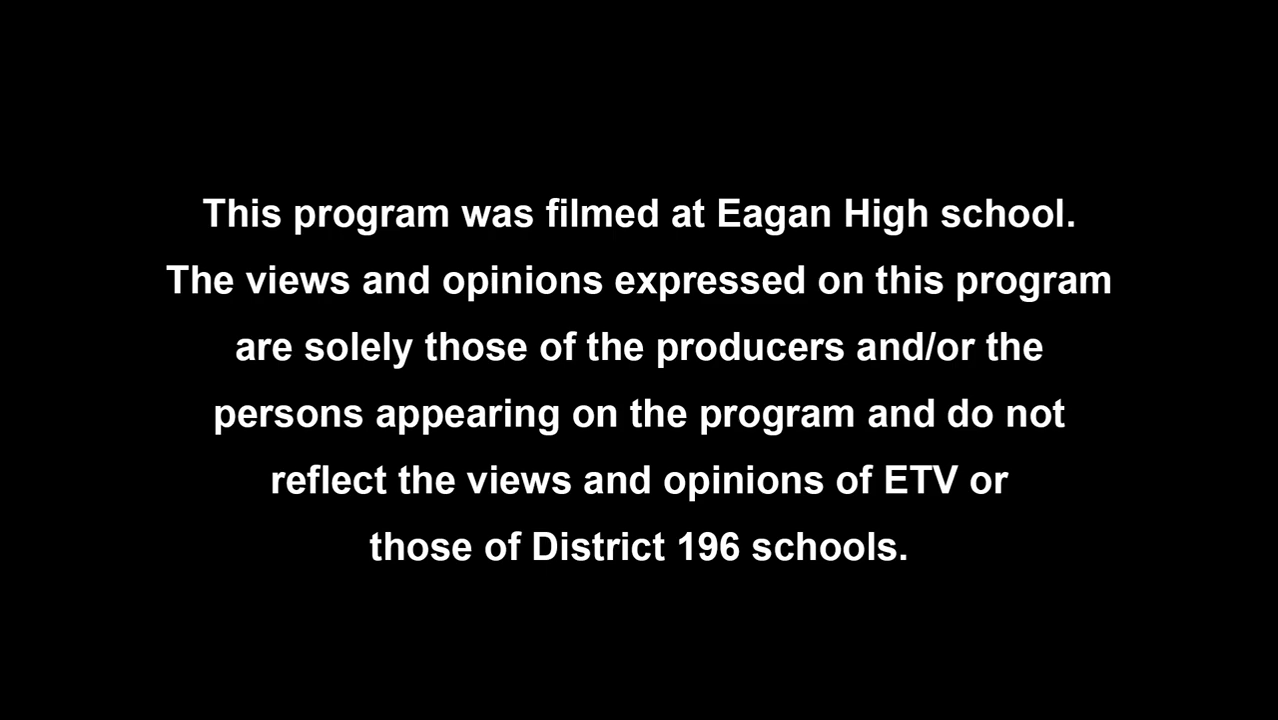 This program was filmed at Eagan High school.
The views and opinions expressed on this program
are solely those of the producers and/or the
persons appearing on the program and do not
reflect the views and opinions of ETV or
those of District 196 schools.